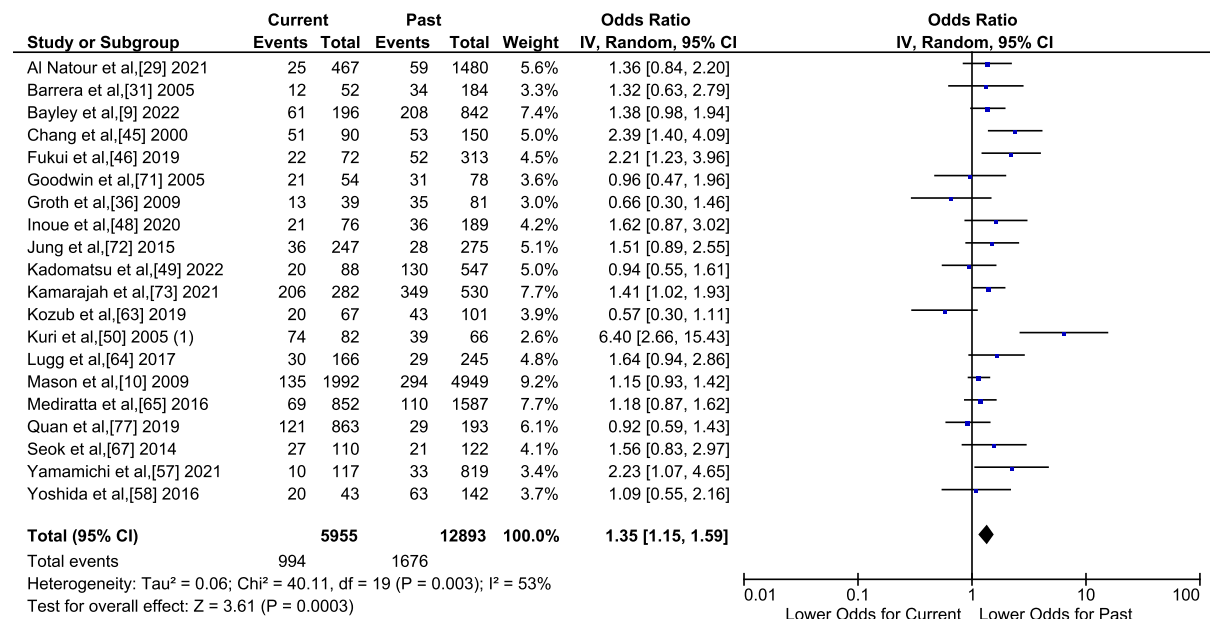 Current Past Odds Ratio Odds Ratio
Study or Subgroup Events Total Events Total Weight IV, Random, 95% CI IV, Random, 95% CI
Al Natour et al,[29] 2021 25 467 59 1480 5.6% 1.36 [0.84, 2.20]
Barrera et al,[31] 2005 12 52 34 184 3.3% 1.32 [0.63, 2.79]
Bayley et al,[9] 2022 61 196 208 842 7.4% 1.38 [0.98, 1.94]
Chang et al,[45] 2000 51 90 53 150 5.0% 2.39 [1.40, 4.09]
Fukui et al,[46] 2019 22 72 52 313 4.5% 2.21 [1.23, 3.96]
Goodwin et al,[71] 2005 21 54 31 78 3.6% 0.96 [0.47, 1.96]
Groth et al,[36] 2009 13 39 35 81 3.0% 0.66 [0.30, 1.46]
Inoue et al,[48] 2020 21 76 36 189 4.2% 1.62 [0.87, 3.02]
Jung et al,[72] 2015 36 247 28 275 5.1% 1.51 [0.89, 2.55]
Kadomatsu et al,[49] 2022 20 88 130 547 5.0% 0.94 [0.55, 1.61]
Kamarajah et al,[73] 2021 206 282 349 530 7.7% 1.41 [1.02, 1.93]
Kozub et al,[63] 2019 20 67 43 101 3.9% 0.57 [0.30, 1.11]
Kuri et al,[50] 2005 (1) 74 82 39 66 2.6% 6.40 [2.66, 15.43]
Lugg et al,[64] 2017 30 166 29 245 4.8% 1.64 [0.94, 2.86]
Mason et al,[10] 2009 135 1992 294 4949 9.2% 1.15 [0.93, 1.42]
Mediratta et al,[65] 2016 69 852 110 1587 7.7% 1.18 [0.87, 1.62]
Quan et al,[77] 2019 121 863 29 193 6.1% 0.92 [0.59, 1.43]
Seok et al,[67] 2014 27 110 21 122 4.1% 1.56 [0.83, 2.97]
Yamamichi et al,[57] 2021 10 117 33 819 3.4% 2.23 [1.07, 4.65]
Yoshida et al,[58] 2016 20 43 63 142 3.7% 1.09 [0.55, 2.16]
Total (95% CI) 5955 12893 100.0% 1.35 [1.15, 1.59]
Total events 994 1676
Heterogeneity: Tau² = 0.06; Chi² = 40.11, df = 19 (P = 0.003); I² = 53%
Test for overall effect: Z = 3.61 (P = 0.0003)
0.01 0.1 1 10 100
Lower Odds for Current Lower Odds for Past